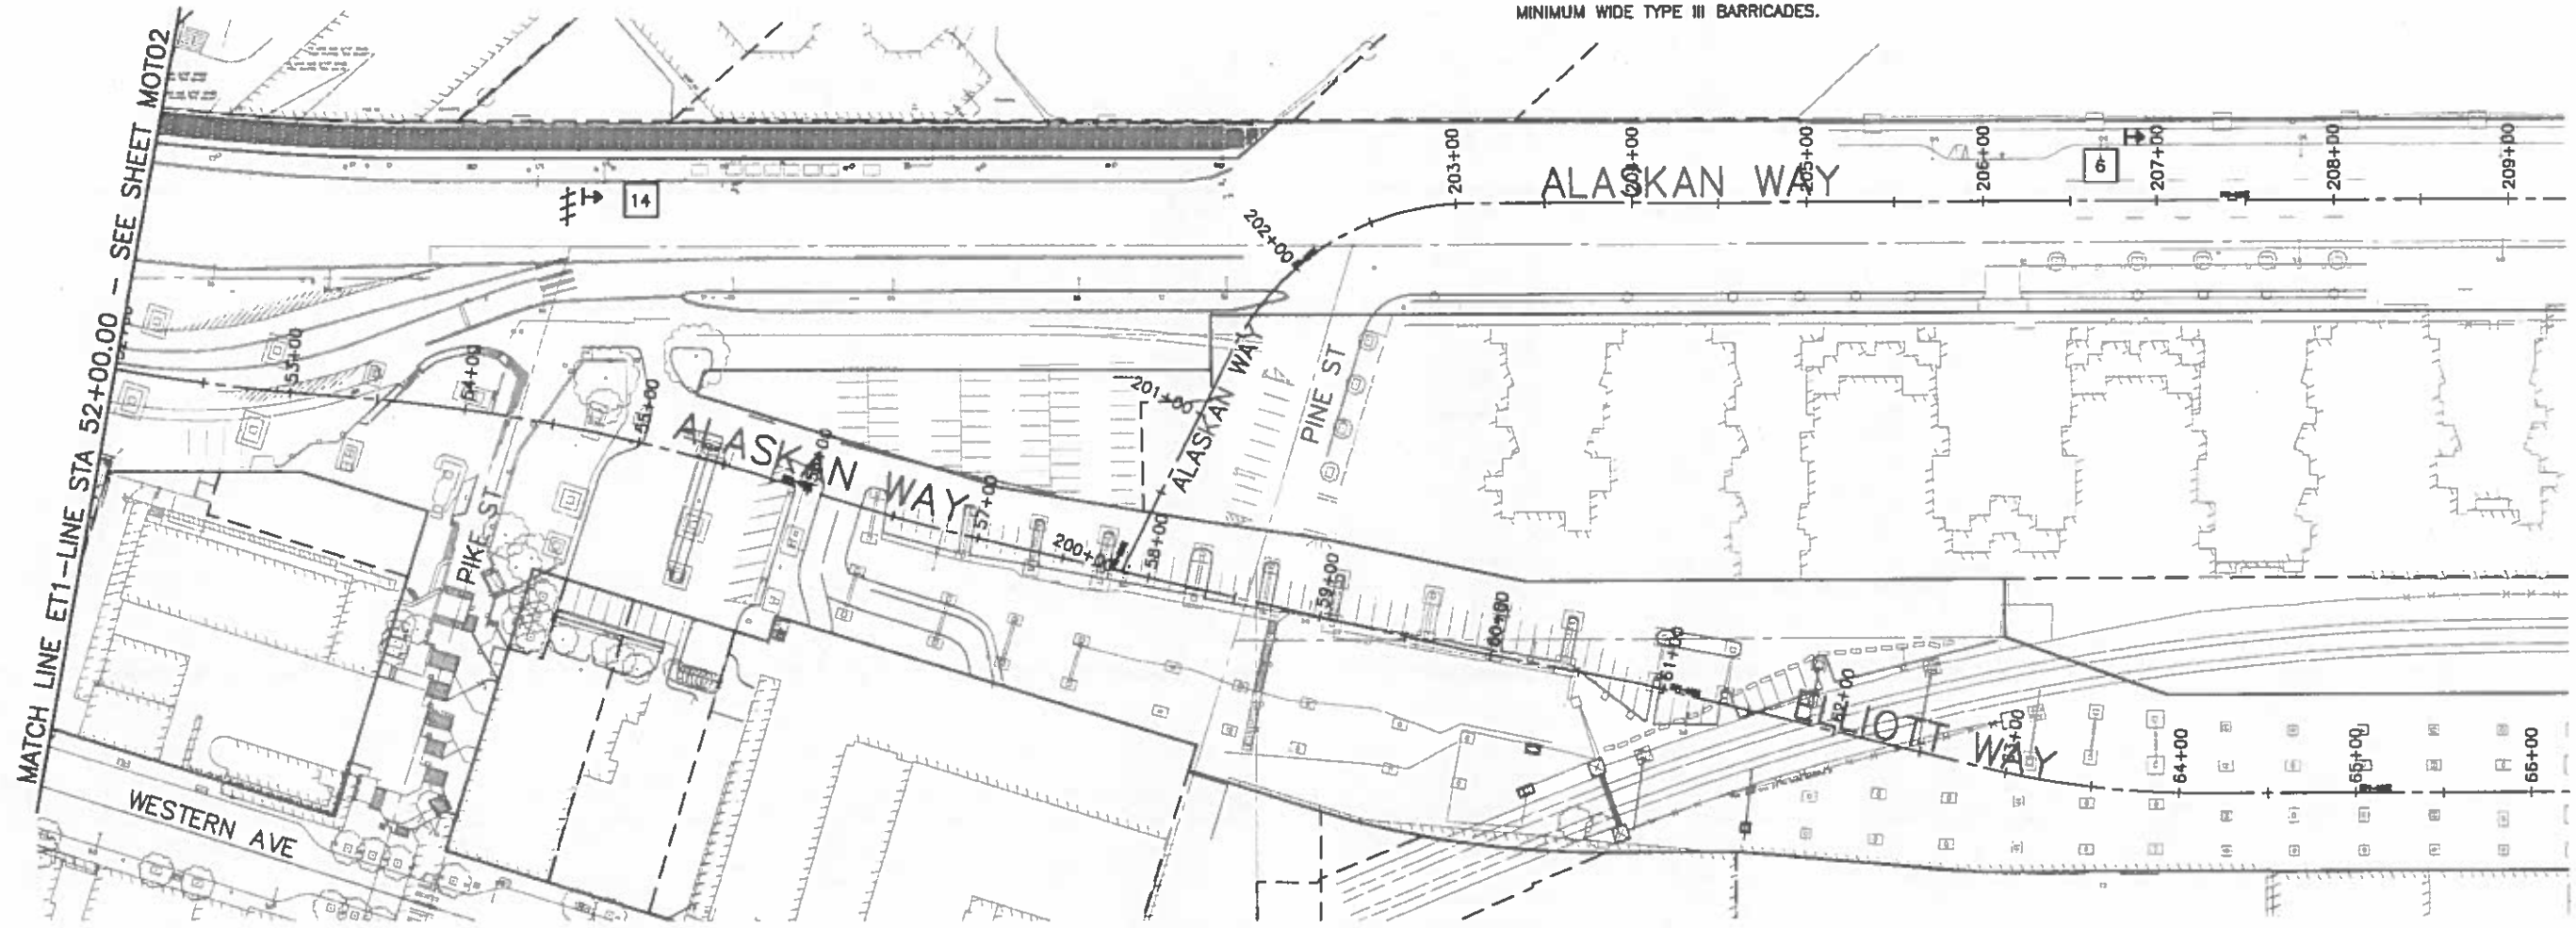 MINIMUM WIDE TYPE III BARRICADES.
MATCH LINE ET1-LINE STA 52+00.00 - SEE SHEET MOT02
14
6
203+00
205+00
206+00
207+00
208+00
209+00
ALASKAN WAY
202+00
201+00
ALASKAN WAY
PINE ST
53+00
54+00
55+00
ALASKAN WAY
57+00
200+00
58+00
59+00
60+00
61+00
62+00
ELLIOTT WAY
63+00
64+00
65+00
66+00
PIKE ST
WESTERN AVE